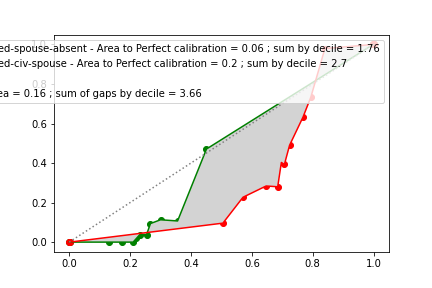 ed-spouse-absent - Area to Perfect calibration = 0.06 ; sum by decile = 1.76
ed-civ-spouse - Area to Perfect calibration = 0.2 ; sum by decile = 2.7
ea = 0.16 ; sum of gaps by decile = 3.66
1.0
0.8
0.6
0.4
0.2
0.0
0.0 0.2 0.4 0.6 0.8 1.0